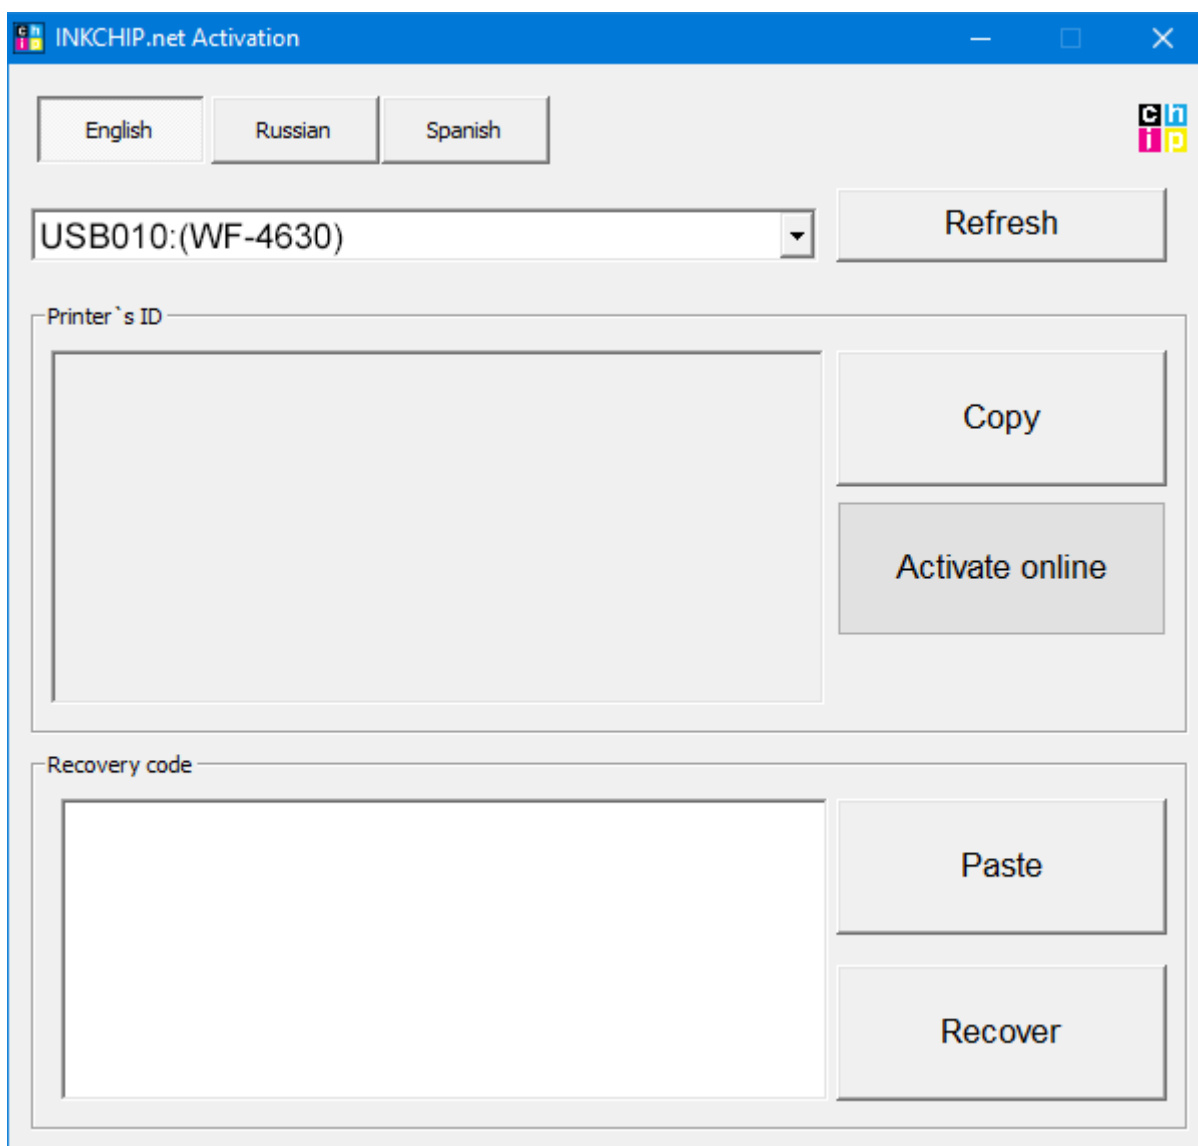 INKCHIP.net Activation
English
Russian
Spanish
chip
USB010:(WF-4630)
Refresh
Printer`s ID
Copy
Activate online
Recovery code
Paste
Recover